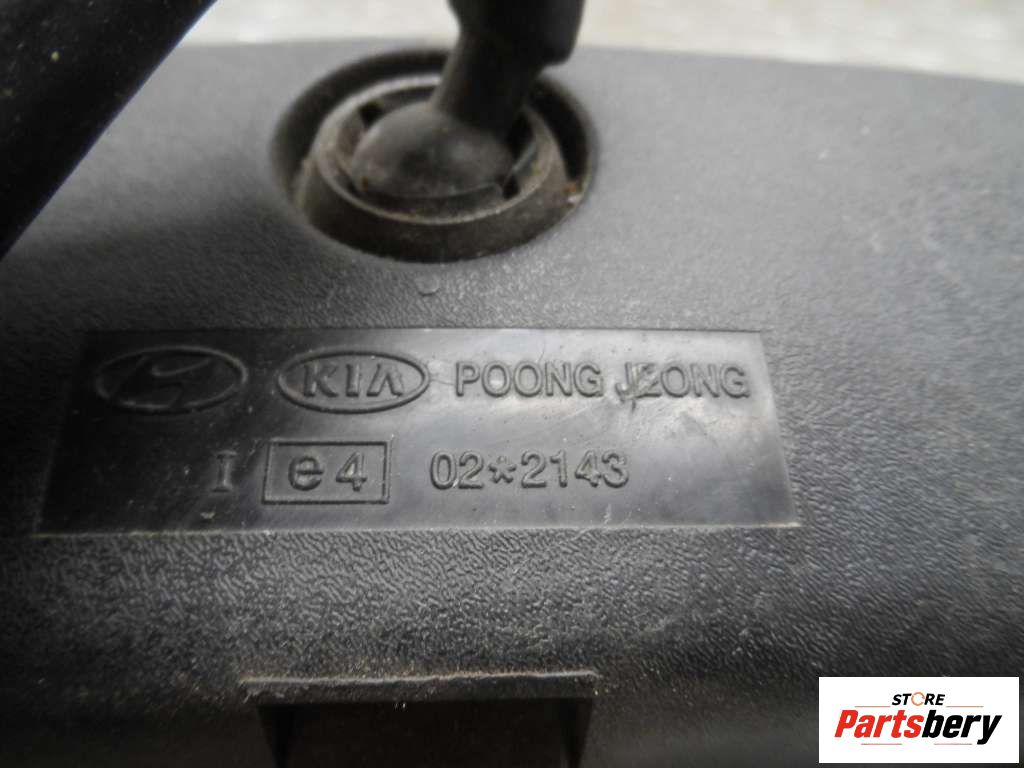 KIA POONG JEONG
I e4 02*2143
STORE
Partsbery